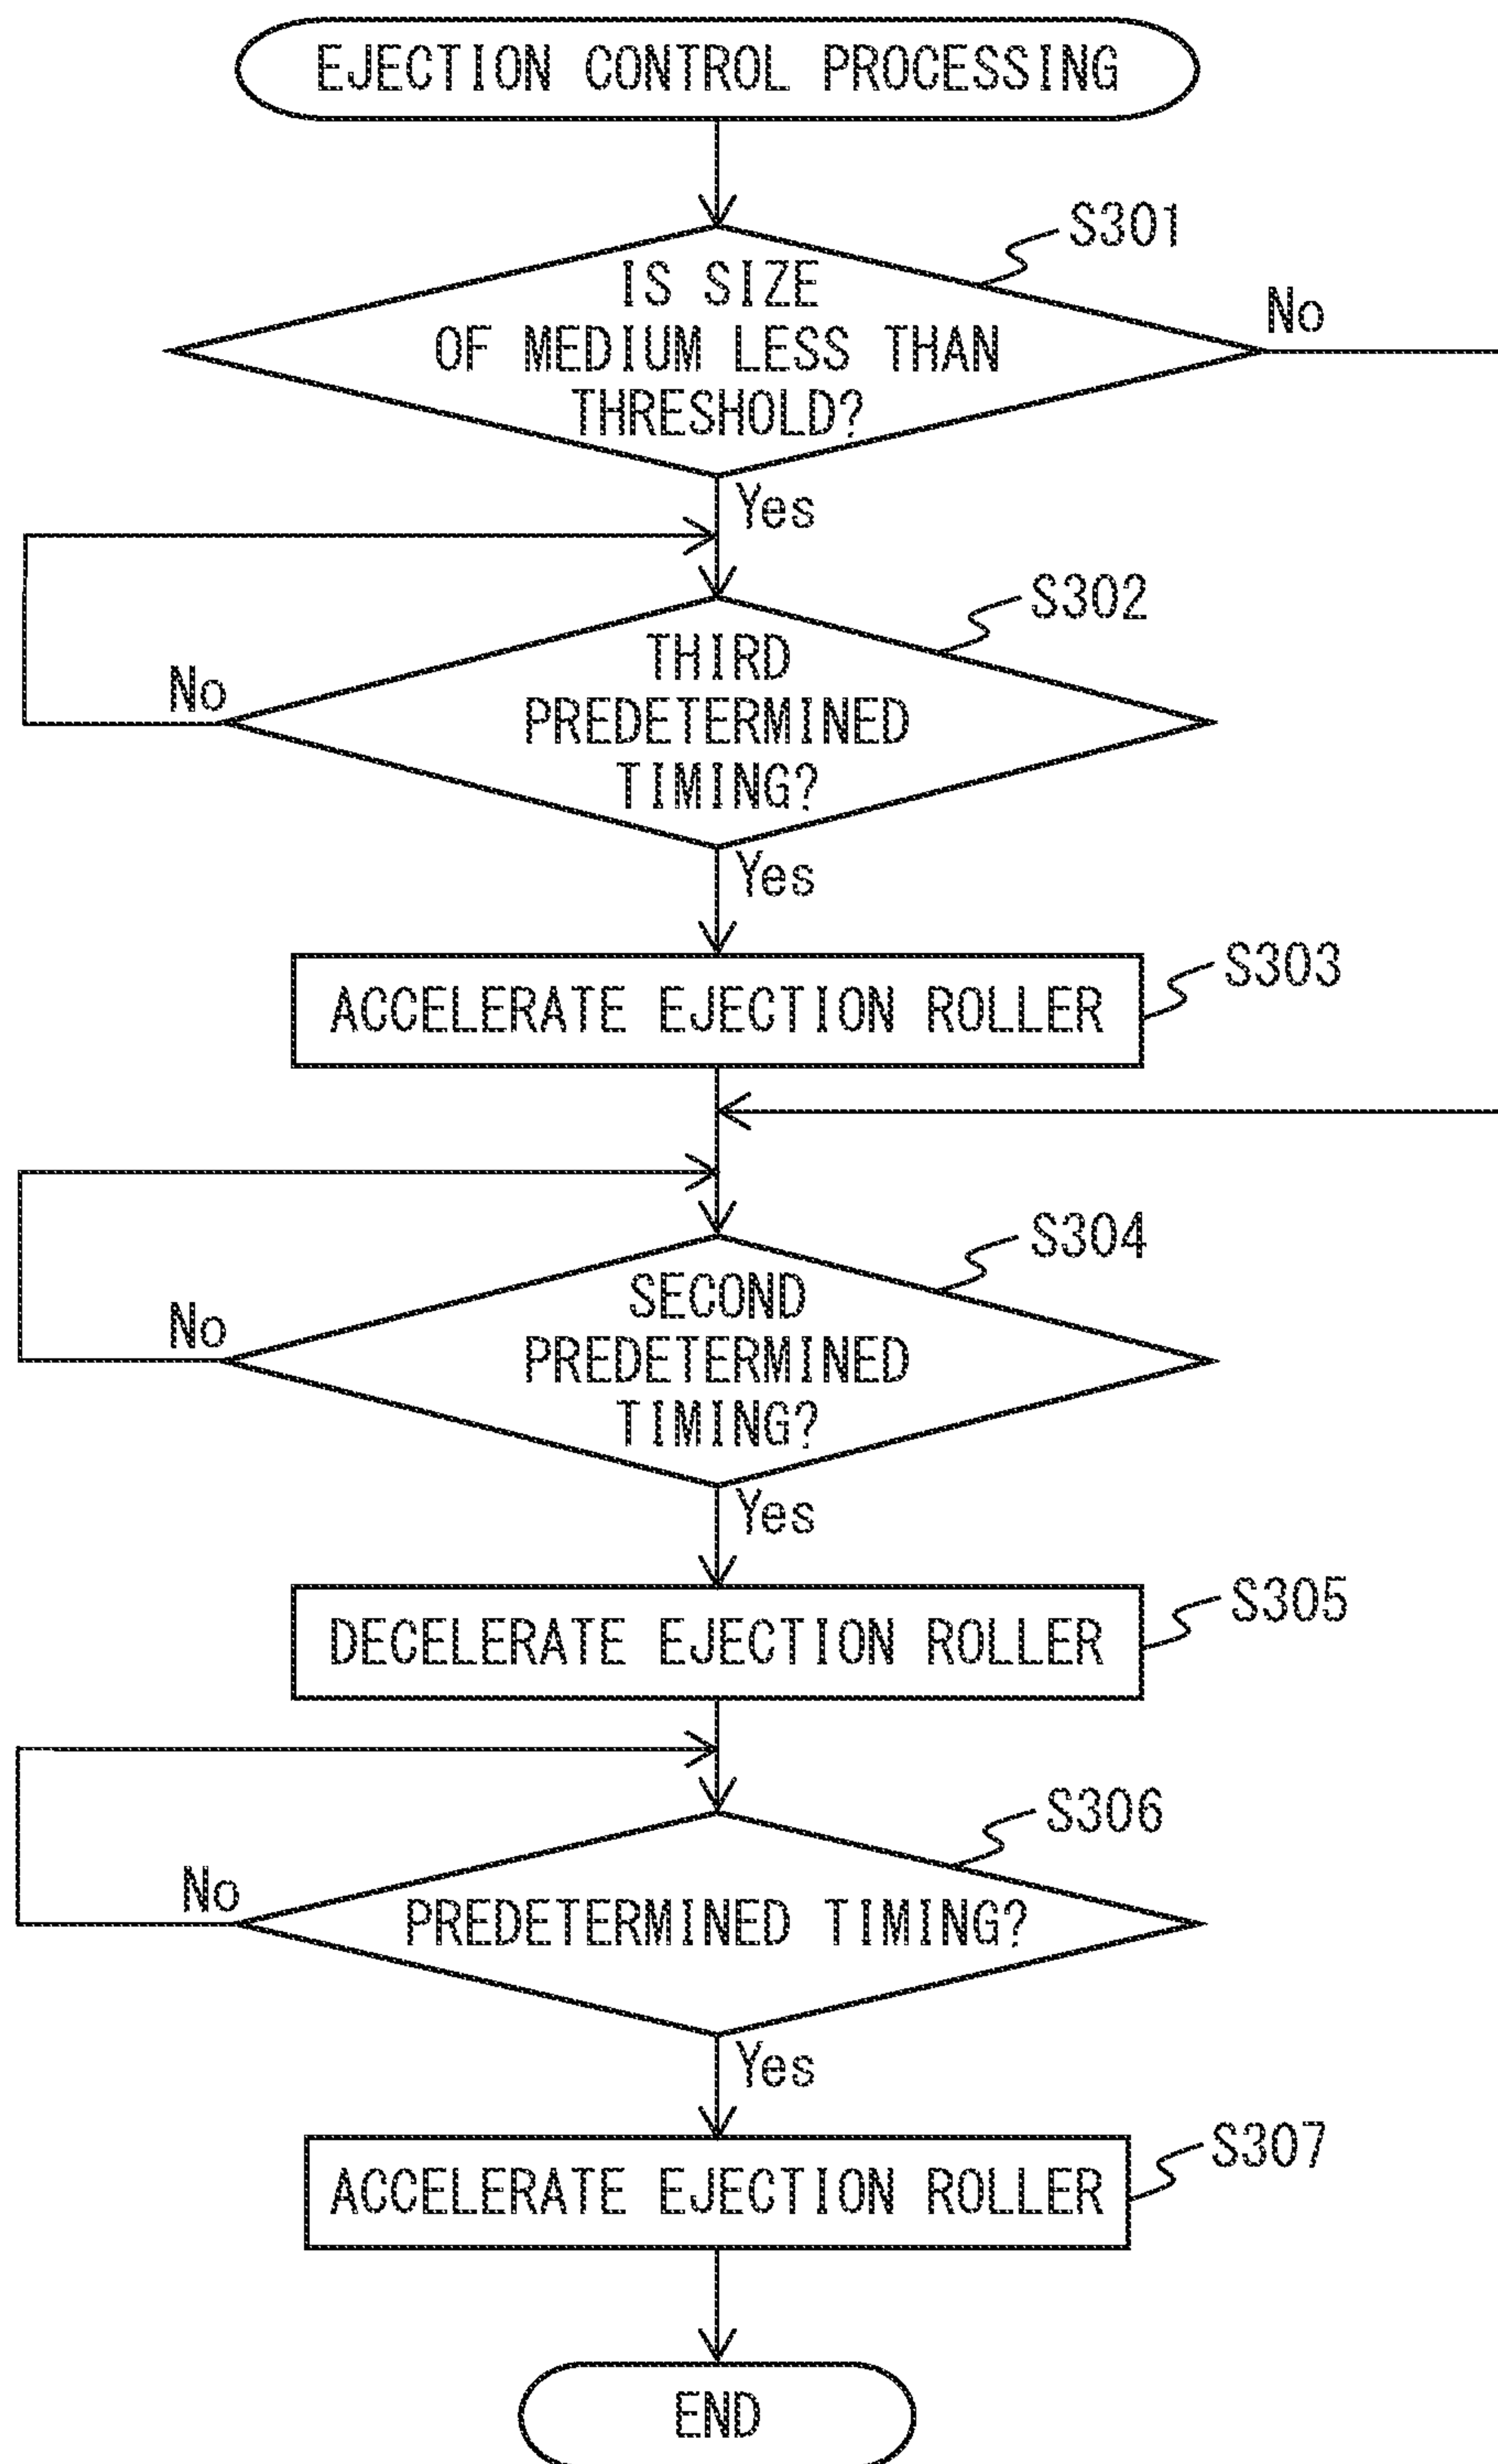 EJECTION CONTROL PROCESSING
S301
IS SIZE
OF MEDIUM LESS THAN
THRESHOLD?
No
Yes
S302
THIRD
PREDETERMINED
TIMING?
No
Yes
S303
ACCELERATE EJECTION ROLLER
S304
SECOND
PREDETERMINED
TIMING?
No
Yes
S305
DECELERATE EJECTION ROLLER
S306
PREDETERMINED TIMING?
No
Yes
S307
ACCELERATE EJECTION ROLLER
END